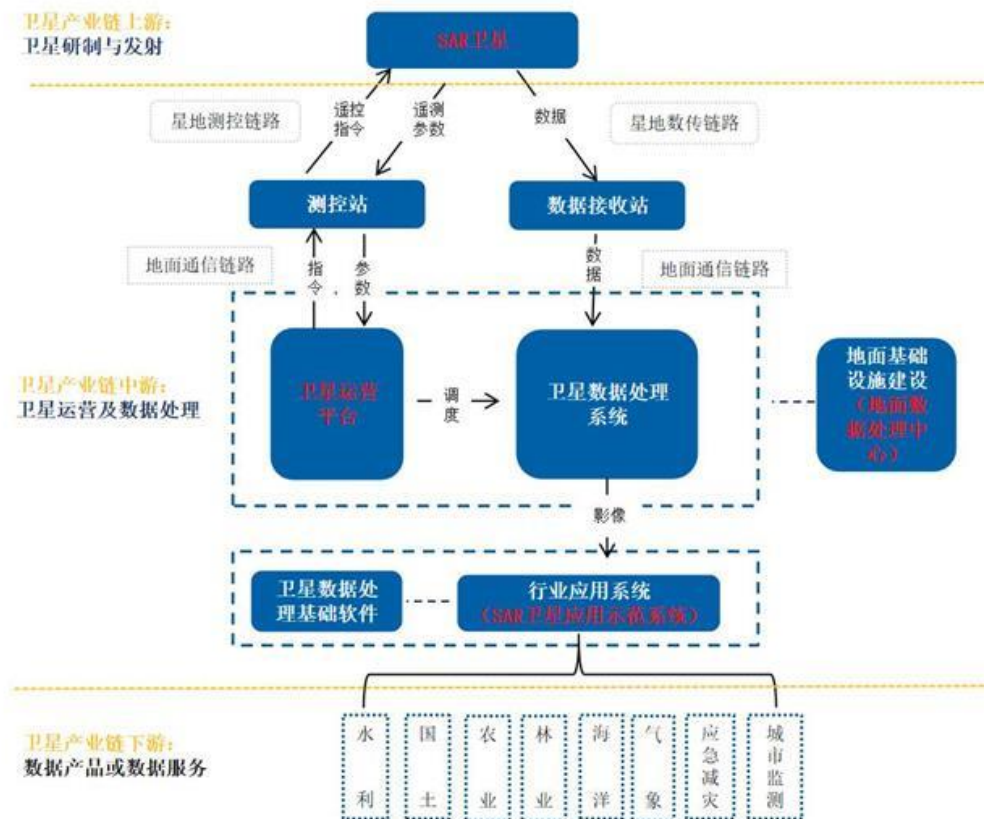 卫星产业链上游：
卫星研制与发射
SAR卫星
星地测控链路
遥控
指令
遥测
参数
数据
星地数传链路
测控站
数据接收站
地面通信链路
指令
参数
数据
地面通信链路
卫星产业链中游：
卫星运营及数据处理
卫星运营
平台
调
度
卫星数据处理
系统
地面基础
设施建设
（地面数
据处理中
心）
影像
卫星数据处
理基础软件
行业应用系统
（SAR卫星应用示范系统）
卫星产业链下游：
数据产品或数据服务
水利
国土
农业
林业
海洋
气象
应急减灾
城市监测